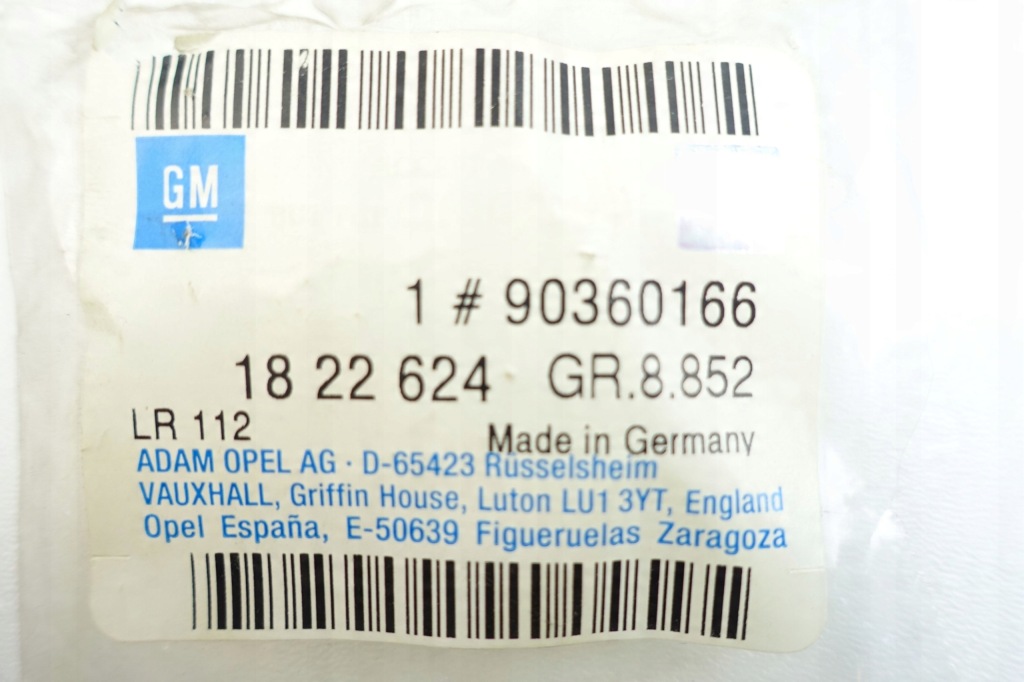 GM
1 # 90360166
18 22 624 GR.8.852
LR 112 Made in Germany
ADAM OPEL AG · D-65423 Rüsselsheim
VAUXHALL, Griffin House, Luton LU1 3YT, England
Opel España, E-50639 Figueruelas Zaragoza